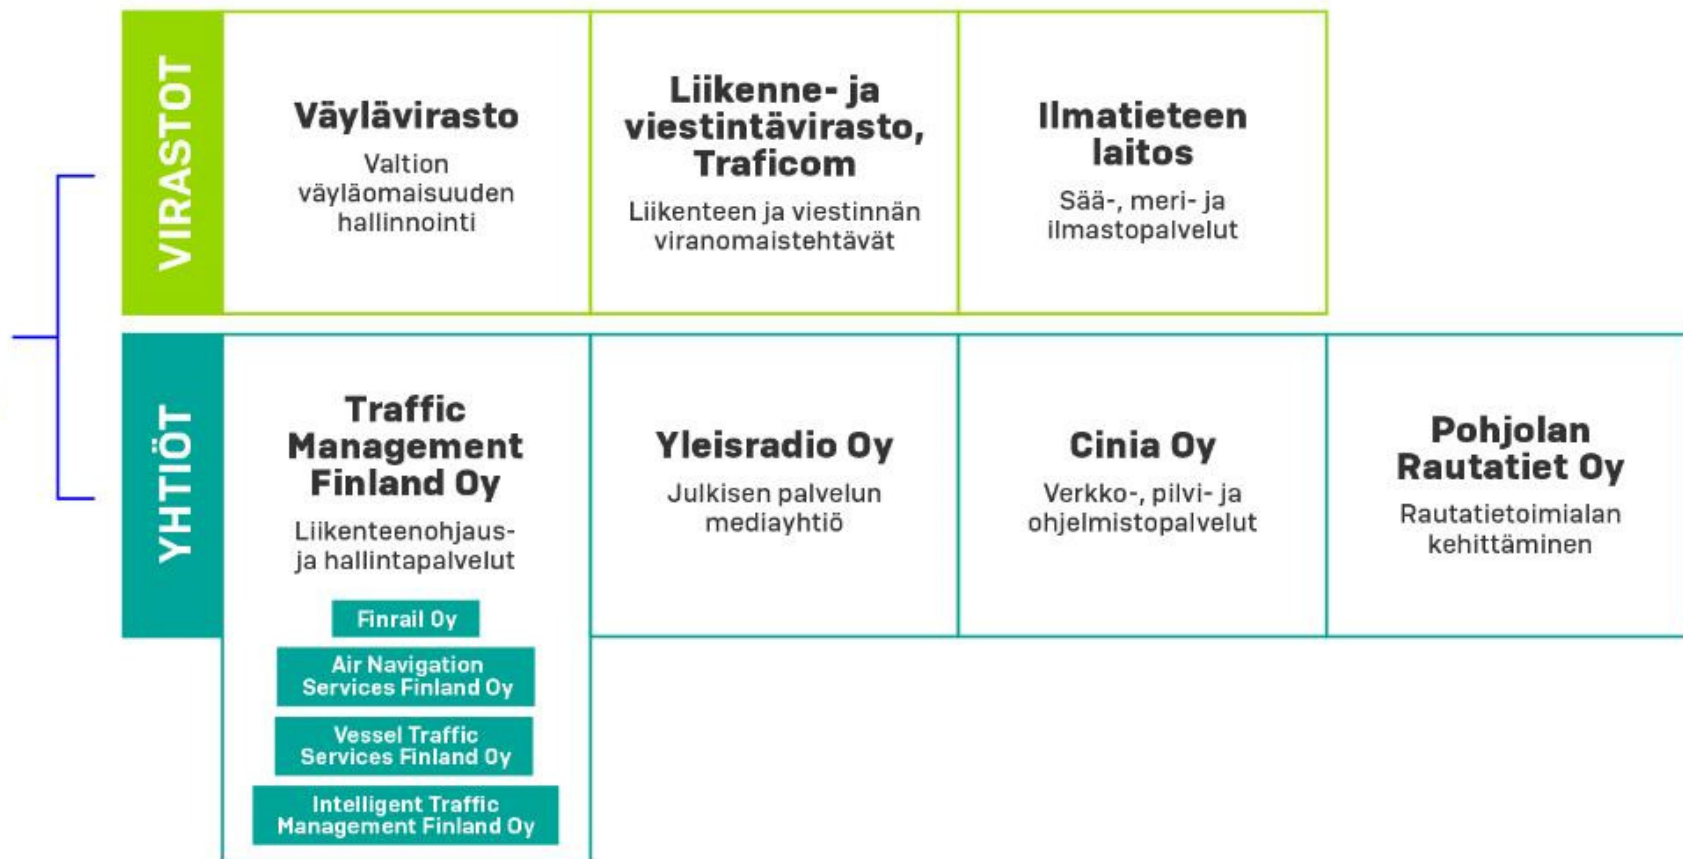 VIRASTOT
Väylävirasto
Valtion
väyläomaisuuden
hallinnointi
Liikenne- ja
viestintävirasto,
Traficom
Liikenteen ja viestinnän
viranomaistehtävät
Ilmatieteen
laitos
Sää-, meri- ja
ilmastopalvelut
YHTIÖT
Traffic
Management
Finland Oy
Liikenteenohjaus-
ja hallintapalvelut
Finrail Oy
Air Navigation
Services Finland Oy
Vessel Traffic
Services Finland Oy
Intelligent Traffic
Management Finland Oy
Yleisradio Oy
Julkisen palvelun
mediayhtiö
Cinia Oy
Verkko-, pilvi- ja
ohjelmistopalvelut
Pohjolan
Rautatiet Oy
Rautatietoimialan
kehittäminen